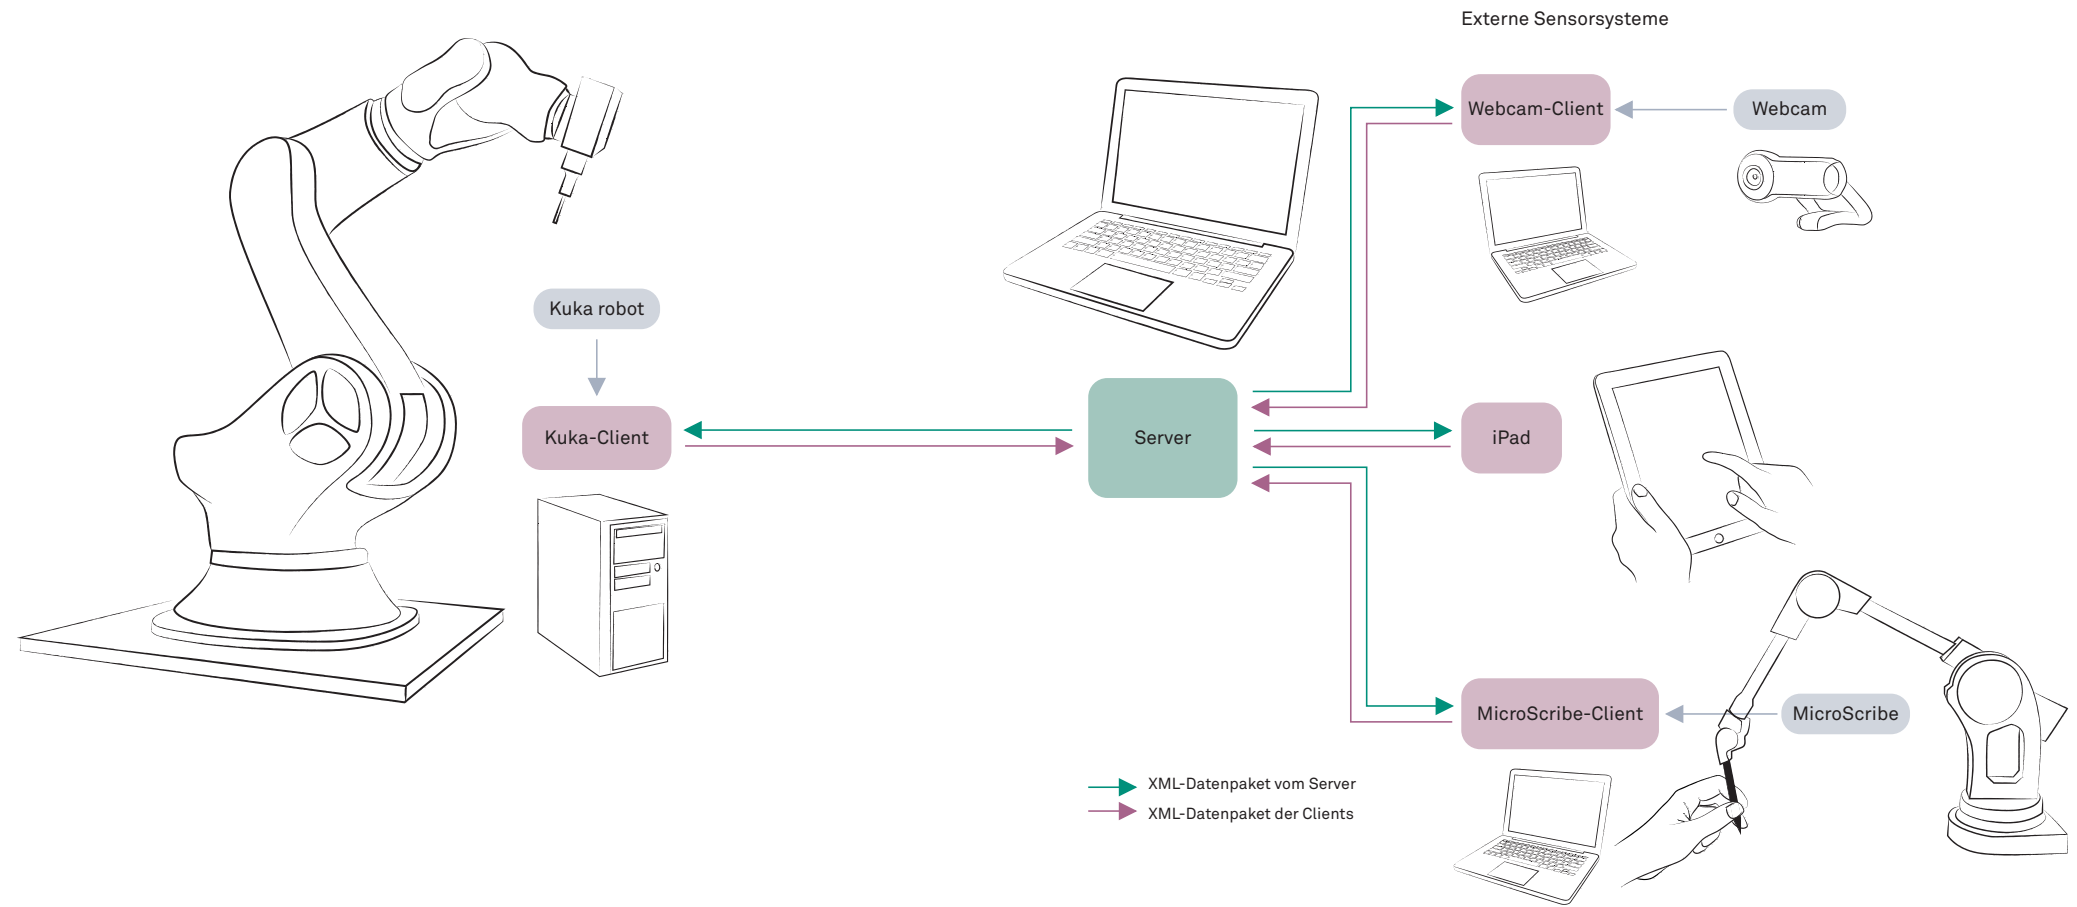 Externe Sensorsysteme
Webcam-Client
Webcam
Kuka robot
Kuka-Client
Server
iPad
MicroScribe-Client
MicroScribe
XML-Datenpaket vom Server
XML-Datenpaket der Clients